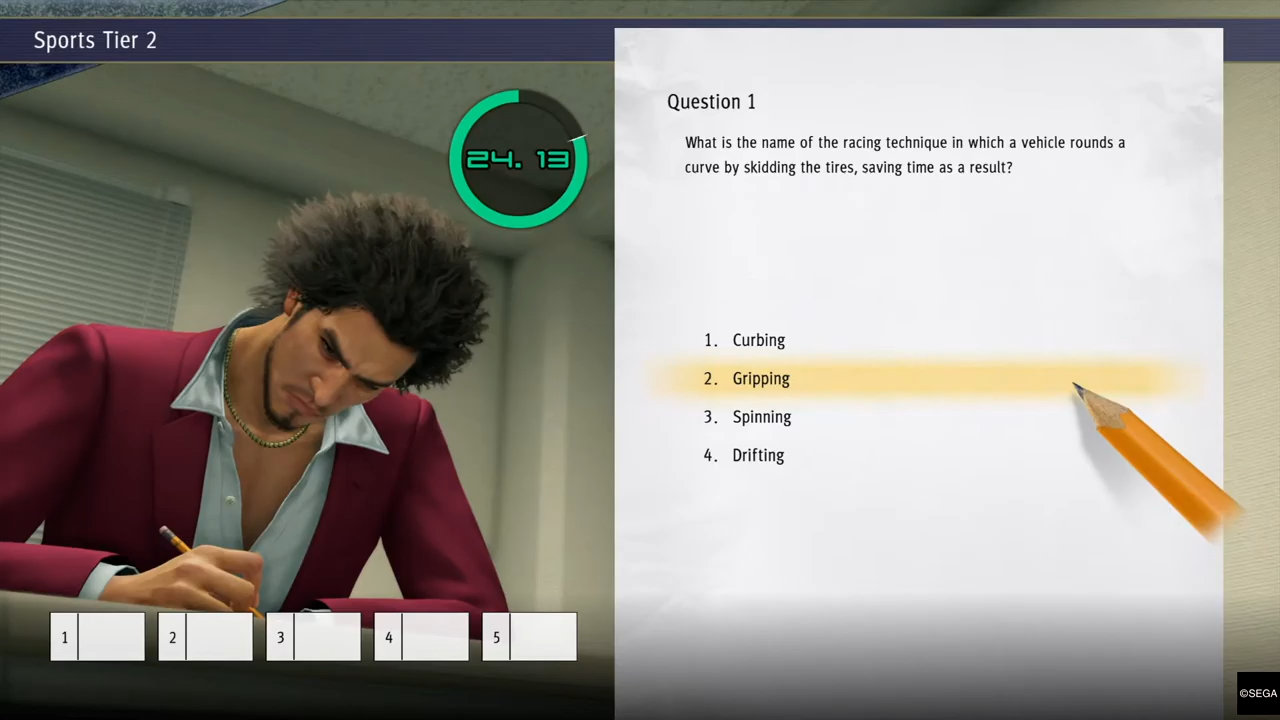 Sports Tier 2
24. 13
Question 1
What is the name of the racing technique in which a vehicle rounds a
curve by skidding the tires, saving time as a result?
1. Curbing
2. Gripping
3. Spinning
4. Drifting
1 2 3 4 5
©SEGA